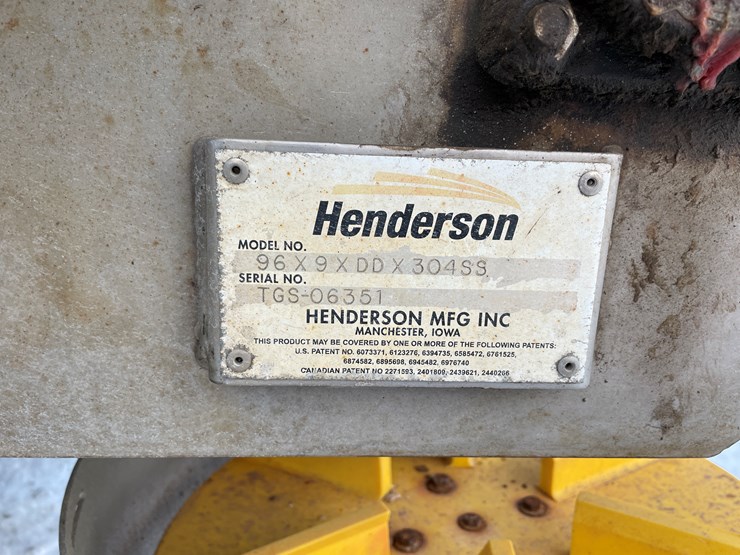 Henderson
MODEL NO.
96 X 9 X DD X 304SS
SERIAL NO.
TGS-06351
HENDERSON MFG INC
MANCHESTER, IOWA
THIS PRODUCT MAY BE COVERED BY ONE OR MORE OF THE FOLLOWING PATENTS:
U.S. PATENT NO. 6073371, 6123276, 6394735, 6585472, 6761525,
6874582, 6895698, 6945482, 6976740
CANADIAN PATENT NO 2271593, 2401809, 2439621, 2440266